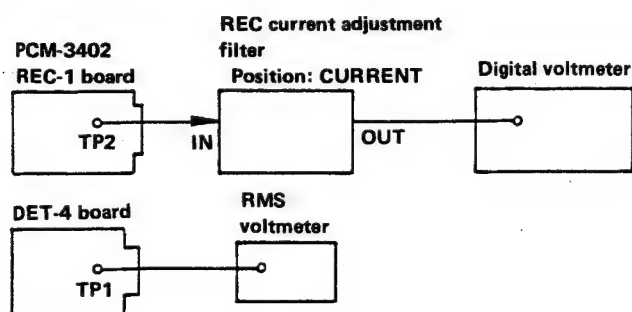 REC current adjustment
filter
PCM-3402
REC-1 board
Position: CURRENT
Digital voltmeter
TP2
IN
OUT
DET-4 board
RMS
voltmeter
TP1